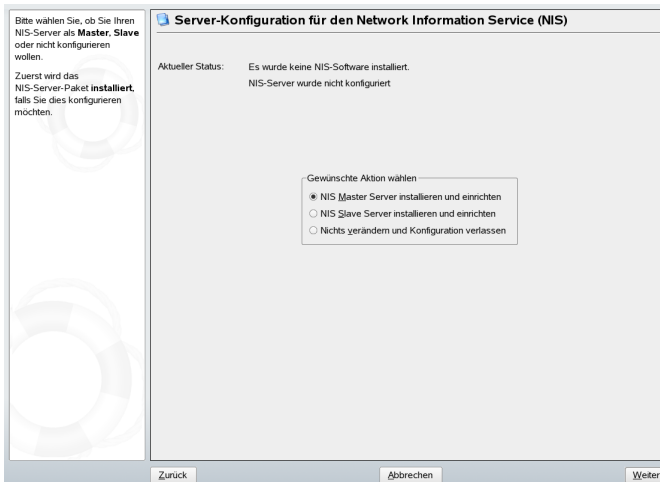 Bitte wählen Sie, ob Sie Ihren
NIS-Server als Master, Slave
oder nicht konfigurieren
wollen.
Zuerst wird das
NIS-Server-Paket installiert,
falls Sie dies konfigurieren
möchten.
Server-Konfiguration für den Network Information Service (NIS)
Aktueller Status: Es wurde keine NIS-Software installiert.
NIS-Server wurde nicht konfiguriert
Gewünschte Aktion wählen
NIS Master Server installieren und einrichten
NIS Slave Server installieren und einrichten
Nichts verändern und Konfiguration verlassen
Zurück Abbrechen Weiter